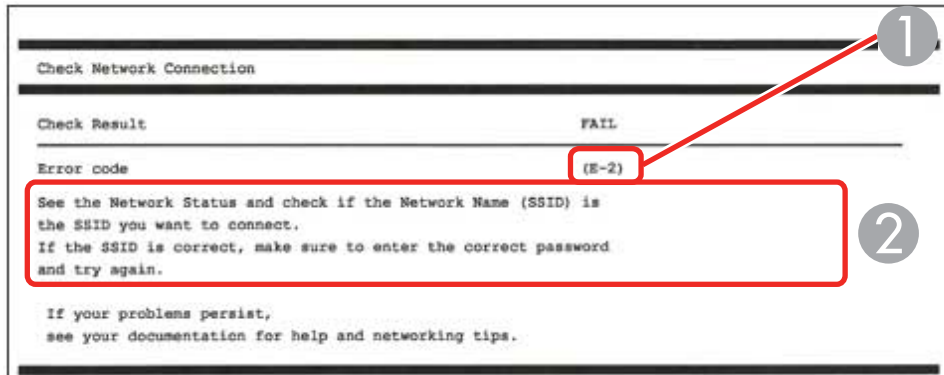 1
Check Network Connection
Check Result FAIL
Error code (E-2)
See the Network Status and check if the Network Name (SSID) is
the SSID you want to connect.
If the SSID is correct, make sure to enter the correct password
and try again.
2
If your problems persist,
see your documentation for help and networking tips.